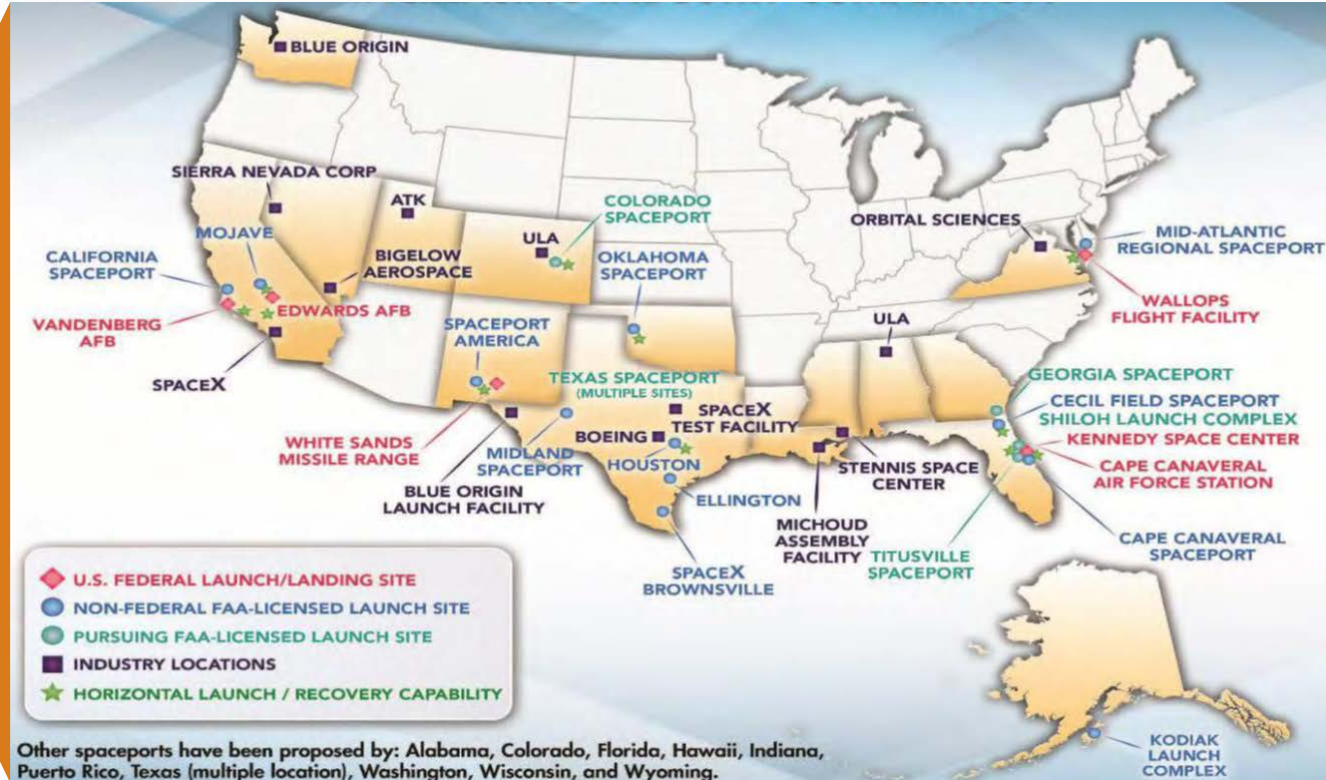 BLUE ORIGIN
SIERRA NEVADA CORP
ATK
COLORADO
SPACEPORT
ORBITAL SCIENCES
MOJAVE
ULA
MID-ATLANTIC
REGIONAL SPACEPORT
CALIFORNIA
SPACEPORT
BIGELOW
AEROSPACE
OKLAHOMA
SPACEPORT
EDWARDS AFB
WALLOPS
FLIGHT FACILITY
VANDENBERG
AFB
SPACEPORT
AMERICA
ULA
SPACEX
TEXAS SPACEPORT
(MULTIPLE SITES)
GEORGIA SPACEPORT
CECIL FIELD SPACEPORT
SHILOH LAUNCH COMPLEX
SPACEX
TEST FACILITY
BOEING
KENNEDY SPACE CENTER
WHITE SANDS
MISSILE RANGE
MIDLAND
SPACEPORT
HOUSTON
STENNIS SPACE
CENTER
CAPE CANAVERAL
AIR FORCE STATION
BLUE ORIGIN
LAUNCH FACILITY
ELLINGTON
MICHOUD
ASSEMBLY
FACILITY
TITUSVILLE
SPACEPORT
CAPE CANAVERAL
SPACEPORT
SPACEX
BROWNSVILLE
U.S. FEDERAL LAUNCH/LANDING SITE
NON-FEDERAL FAA-LICENSED LAUNCH SITE
PURSUING FAA-LICENSED LAUNCH SITE
INDUSTRY LOCATIONS
HORIZONTAL LAUNCH / RECOVERY CAPABILITY
KODIAK
LAUNCH
COMPLEX
Other spaceports have been proposed by: Alabama, Colorado, Florida, Hawaii, Indiana,
Puerto Rico, Texas (multiple location), Washington, Wisconsin, and Wyoming.